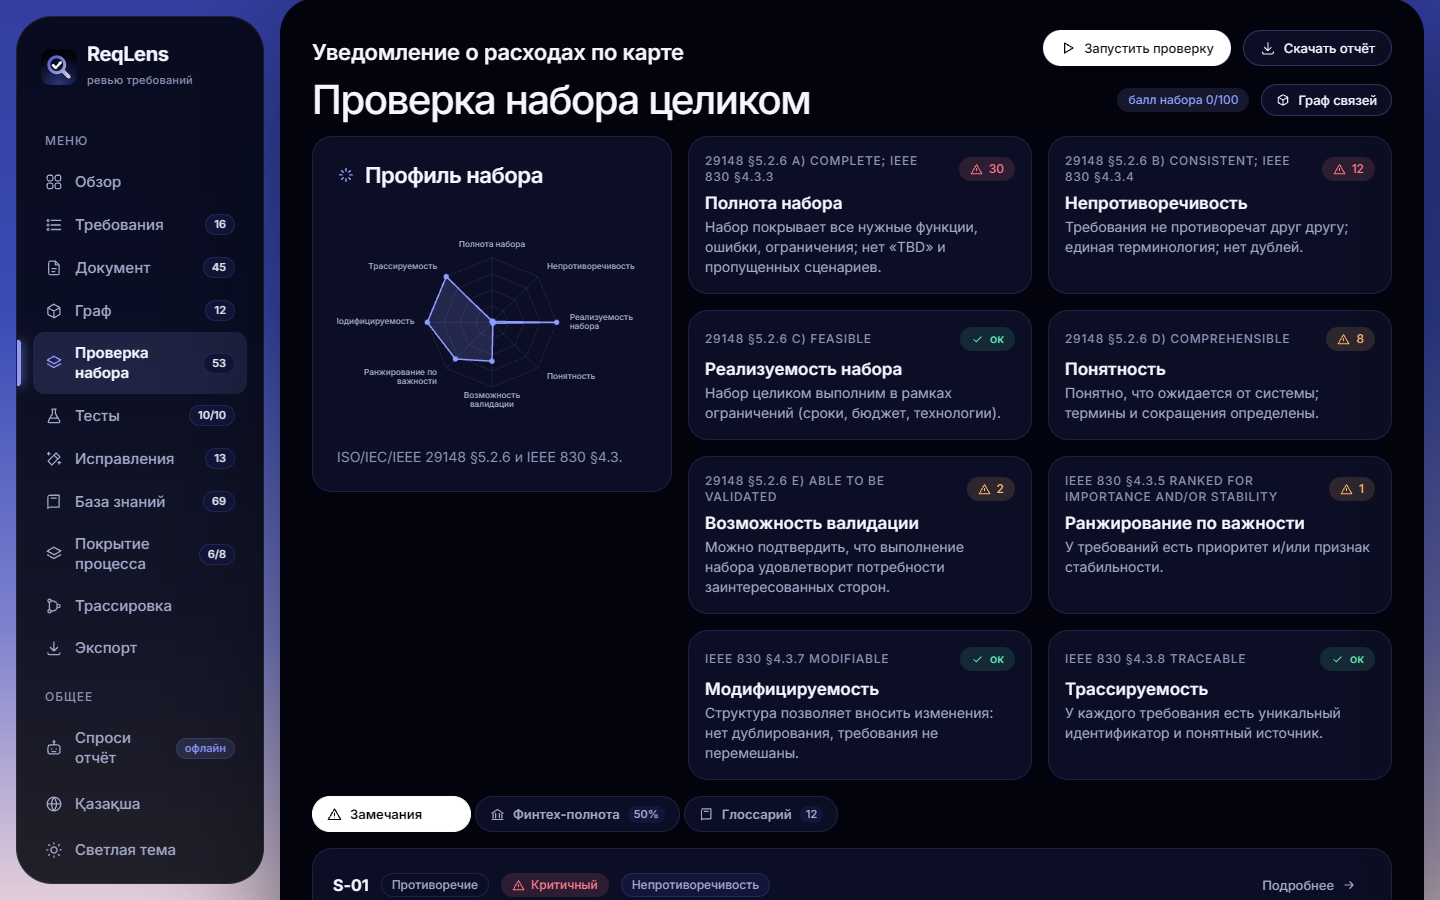 ReqLens
ревью требований
МЕНЮ
Обзор
Требования 16
Документ 45
Граф 12
Проверка
набора 53
Тесты 10/10
Исправления 13
База знаний 69
Покрытие
процесса 6/8
Трассировка
Экспорт
ОБЩЕЕ
Спроси
отчёт офлайн
Қазақша
Светлая тема
Уведомление о расходах по карте
Запустить проверку
Скачать отчёт
Проверка набора целиком
балл набора 0/100
Граф связей
Профиль набора
Полнота набора
Непротиворечивость
Реализуемость
набора
Понятность
Возможность
валидации
Ранжирование по
важности
lодифицируемость
Трассируемость
ISO/IEC/IEEE 29148 §5.2.6 и IEEE 830 §4.3.
29148 §5.2.6 A) COMPLETE; IEEE
830 §4.3.3
30
Полнота набора
Набор покрывает все нужные функции,
ошибки, ограничения; нет «TBD» и
пропущенных сценариев.
29148 §5.2.6 B) CONSISTENT; IEEE
830 §4.3.4
12
Непротиворечивость
Требования не противоречат друг другу;
единая терминология; нет дублей.
29148 §5.2.6 C) FEASIBLE
ок
Реализуемость набора
Набор целиком выполним в рамках
ограничений (сроки, бюджет, технологии).
29148 §5.2.6 D) COMPREHENSIBLE
8
Понятность
Понятно, что ожидается от системы;
термины и сокращения определены.
29148 §5.2.6 E) ABLE TO BE
VALIDATED
2
Возможность валидации
Можно подтвердить, что выполнение
набора удовлетворит потребности
заинтересованных сторон.
IEEE 830 §4.3.5 RANKED FOR
IMPORTANCE AND/OR STABILITY
1
Ранжирование по важности
У требований есть приоритет и/или признак
стабильности.
IEEE 830 §4.3.7 MODIFIABLE
ок
Модифицируемость
Структура позволяет вносить изменения:
нет дублирования, требования не
перемешаны.
IEEE 830 §4.3.8 TRACEABLE
ок
Трассируемость
У каждого требования есть уникальный
идентификатор и понятный источник.
Замечания
Финтех-полнота 50%
Глоссарий 12
S-01 Противоречие Критичный Непротиворечивость Подробнее